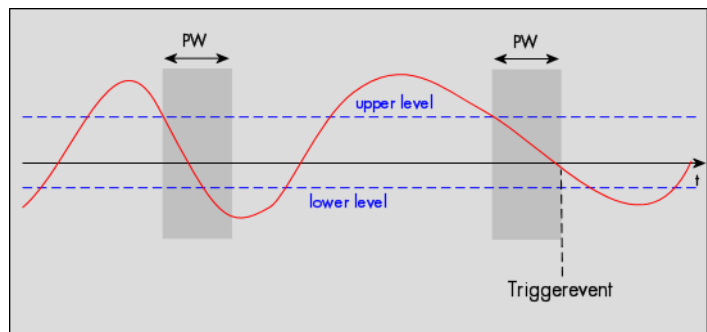 PW
PW
upper level
t
lower level
Triggerevent